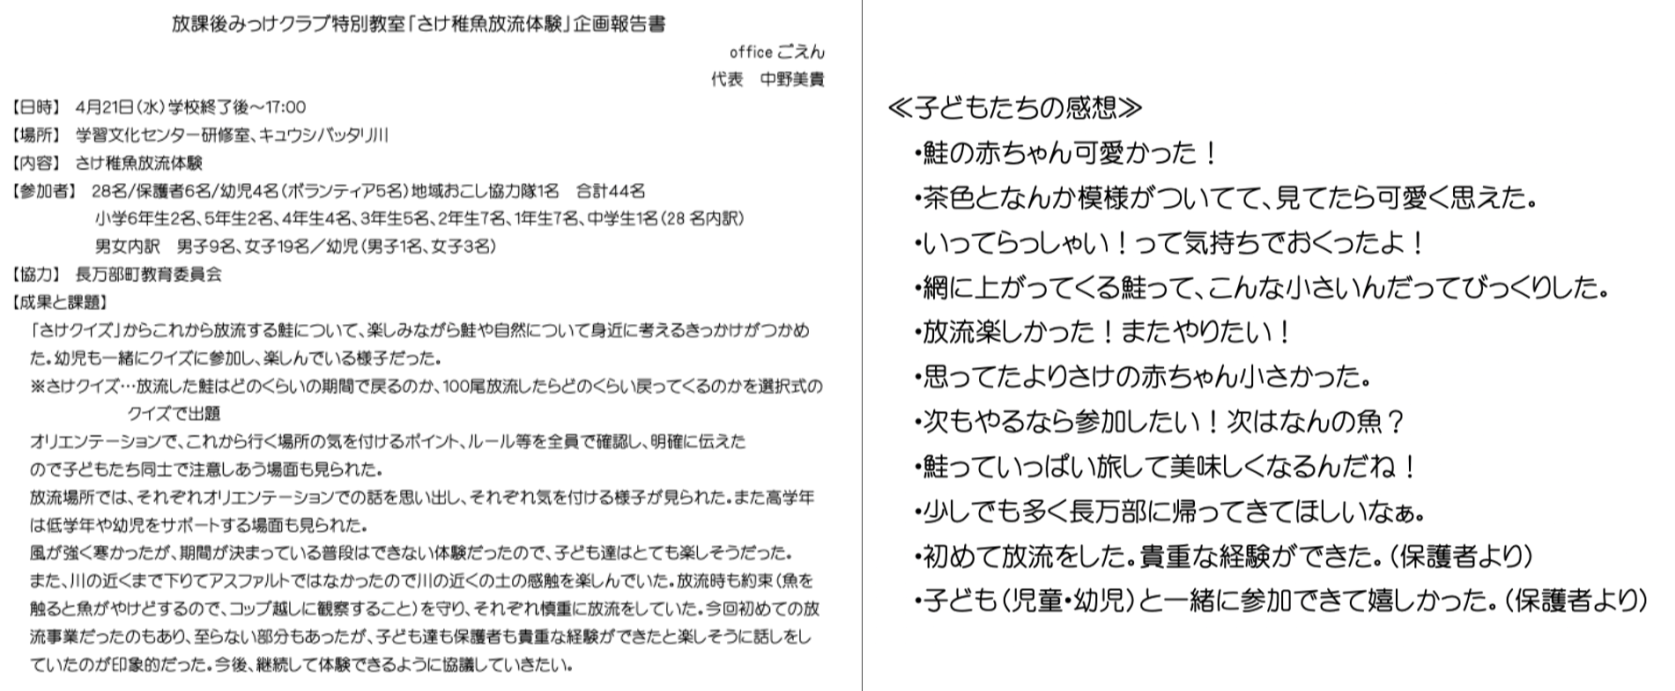 放課後みっけクラブ特別教室「さけ稚魚放流体験」企画報告書
office ごえん
代表　中野美貴
【日時】　4月21日(水)学校終了後～17:00
【場所】　学習文化センター研修室、キュウシバッタリ川
【内容】　さけ稚魚放流体験
【参加者】　28名/保護者6名/幼児4名(ボランティア5名)地域おこし協力隊1名　合計44名
小学6年生2名、5年生2名、4年生4名、3年生5名、2年生7名、1年生7名、中学生1名(28 名内訳)
男女内訳　男子9名、女子19名／幼児(男子1名、女子3名)
【協力】　長万部町教育委員会
【成果と課題】
「さけクイズ」からこれから放流する鮭について、楽しみながら鮭や自然について身近に考えるきっかけがつかめ
た。幼児も一緒にクイズに参加し、楽しんでいる様子だった。
※さけクイズ…放流した鮭はどのくらいの期間で戻るのか、100尾放流したらどのくらい戻ってくるのかを選択式の
クイズで出題
オリエンテーションで、これから行く場所の気を付けるポイント、ルール等を全員で確認し、明確に伝えた
ので子どもたち同士で注意しあう場面も見られた。
放流場所では、それぞれオリエンテーションでの話を思い出し、それぞれ気を付ける様子が見られた。また高学年
は低学年や幼児をサポートする場面も見られた。
風が強く寒かったが、期間が決まっている普段はできない体験だったので、子ども達はとても楽しそうだった。
また、川の近くまで下りてアスファルトではなかったので川の近くの土の感触を楽しんでいた。放流時も約束(魚を
触ると魚がやけどするので、コップ越しに観察すること)を守り、それぞれ慎重に放流をしていた。今回初めての放
流事業だったのもあり、至らない部分もあったが、子ども達も保護者も貴重な経験ができたと楽しそうに話しをし
ていたのが印象的だった。今後、継続して体験できるように協議していきたい。
≪子どもたちの感想≫
・鮭の赤ちゃん可愛かった！
・茶色となんか模様がついてて、見てたら可愛く思えた。
・いってらっしゃい！って気持ちでおくったよ！
・網に上がってくる鮭って、こんな小さいんだってびっくりした。
・放流楽しかった！またやりたい！
・思ってたよりさけの赤ちゃん小さかった。
・次もやるなら参加したい！次はなんの魚？
・鮭っていっぱい旅して美味しくなるんだね！
・少しでも多く長万部に帰ってきてほしいなぁ。
・初めて放流をした。貴重な経験ができた。(保護者より)
・子ども(児童・幼児)と一緒に参加できて嬉しかった。(保護者より)